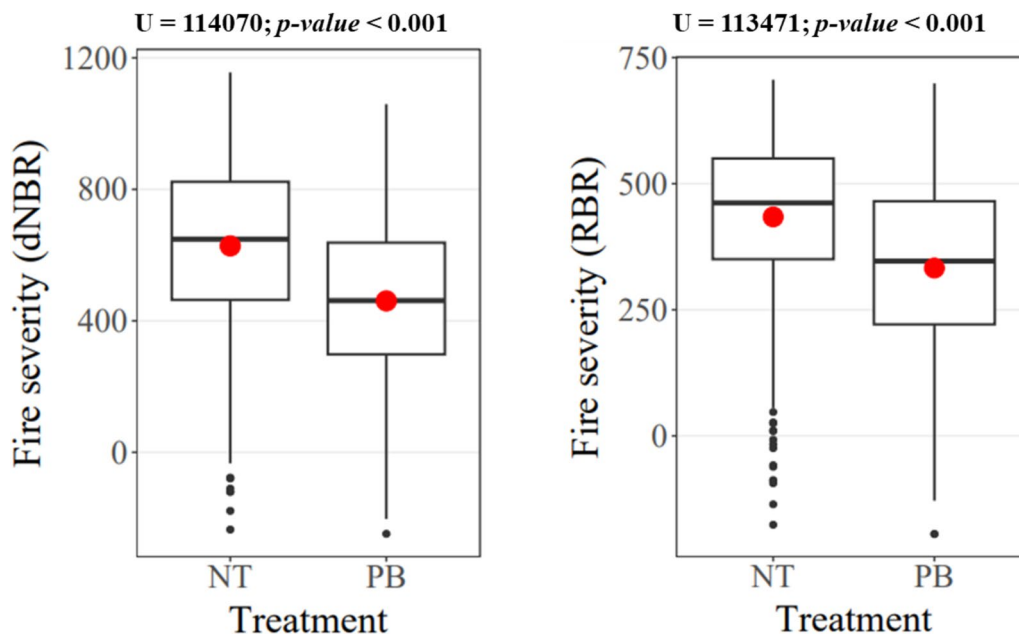 U = 114070; p-value < 0.001
Fire severity (dNBR)
1200
800
400
0
NT PB
Treatment
U = 113471; p-value < 0.001
Fire severity (RBR)
750
500
250
0
NT PB
Treatment